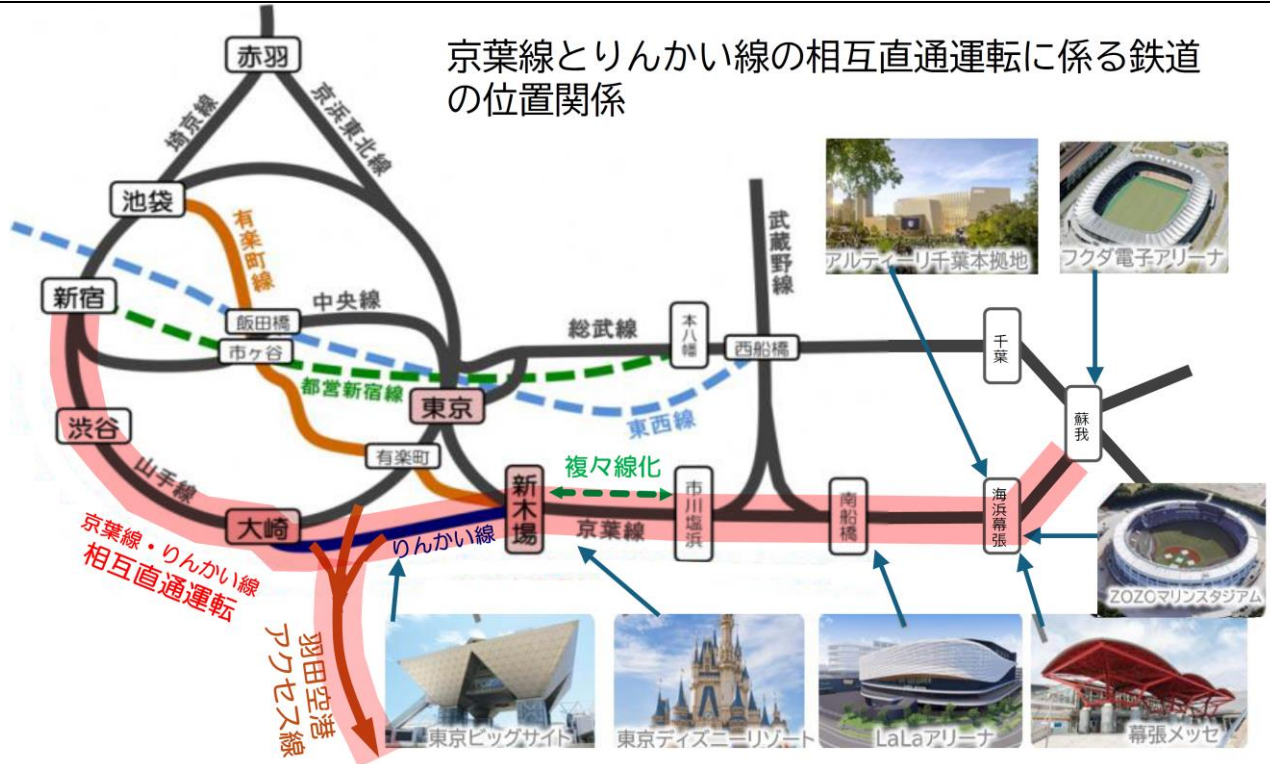 京葉線とりんかい線の相互直通運転に係る鉄道
の位置関係
赤羽
埼京線
京浜東北線
池袋
有楽町線
武蔵野線
アルティーリ千葉本拠地
フクダ電子アリーナ
新宿
飯田橋
中央線
市ヶ谷
総武線
本八幡
西船橋
千葉
都営新宿線
東京
東西線
蘇我
渋谷
有楽町
山手線
新木場
複々線化
市川塩浜
南船橋
海浜幕張
大崎
りんかい線
京葉線
京葉線・りんかい線
相互直通運転
ZOZOマリンスタジアム
羽田空港
アクセス線
東京ビッグサイト
東京ディズニーリゾート
LaLaアリーナ
幕張メッセ